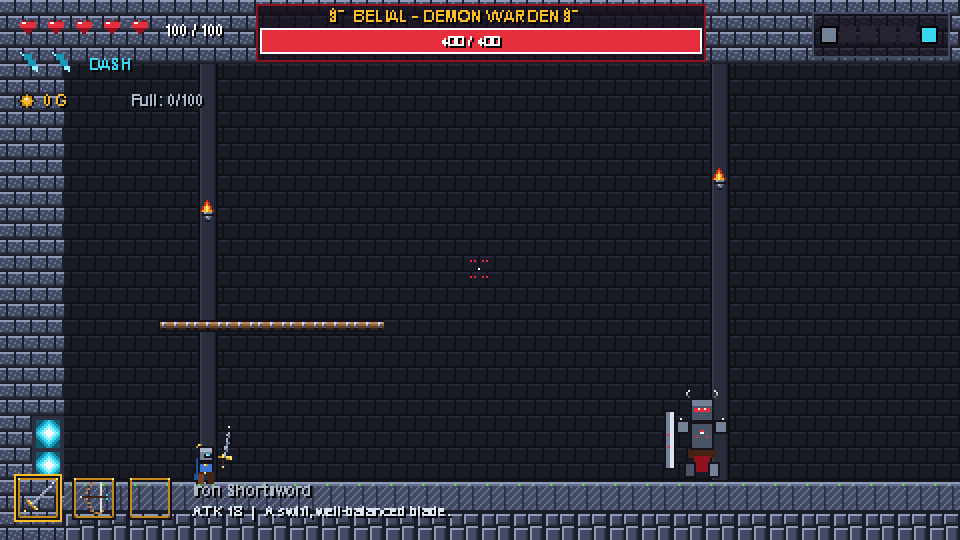 100 / 100
BELIAL - DEMON WARDEN
400 / 400
DASH
0 G
Full: 0/100
Iron Shortsword
ATK 18 | A swift, well-balanced blade.